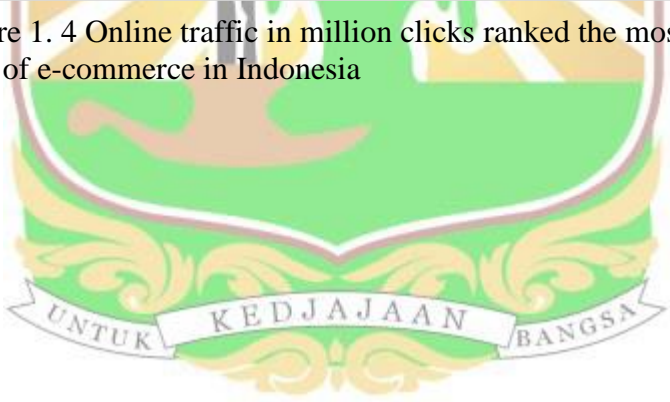 re 1. 4 Online traffic in million clicks ranked the mos
of e-commerce in Indonesia
UNTUK KEDJAJAAN BANGSA